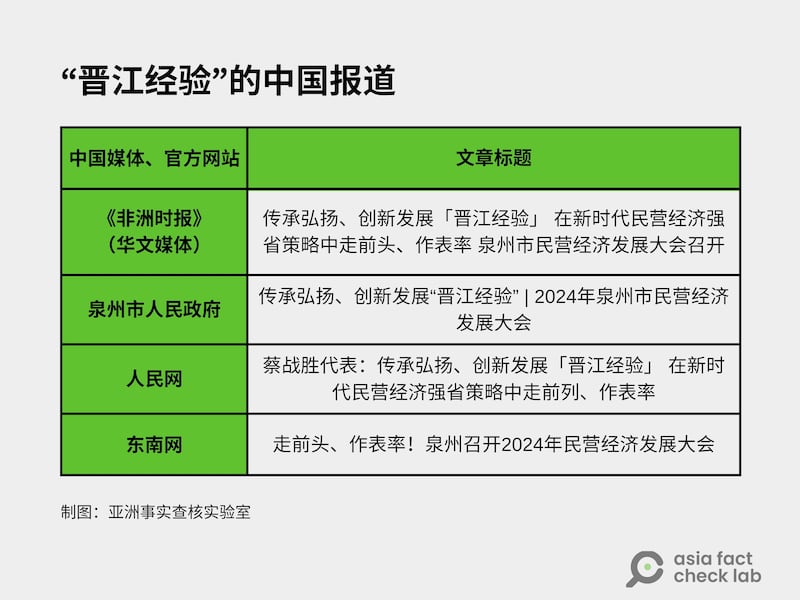 “晋江经验”的中国报道
中国媒体、官方网站
文章标题
《非洲时报》
（华文媒体）
传承弘扬、创新发展「晋江经验」 在新时代民营经济强
省策略中走前头、作表率 泉州市民营经济发展大会召开
泉州市人民政府
传承弘扬、创新发展“晋江经验” | 2024年泉州市民营经济
发展大会
人民网
蔡战胜代表：传承弘扬、创新发展「晋江经验」 在新时
代民营经济强省策略中走前列、作表率
东南网
走前头、作表率！泉州召开2024年民营经济发展大会
制图：亚洲事实查核实验室
asia fact
check lab